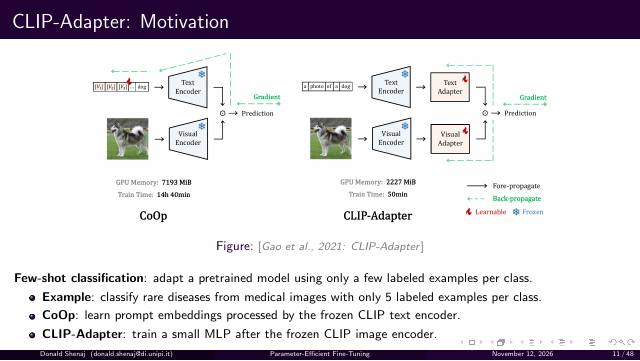 CLIP-Adapter: Motivation
[V₁] [V₂] [V₃] ... dog
Text
Encoder
Gradient
Prediction
Visual
Encoder
GPU Memory: 7193 MiB
Train Time: 14h 40min
CoOp
a photo of a dog
Text
Encoder
Text
Adapter
Gradient
Prediction
Visual
Encoder
Visual
Adapter
GPU Memory: 2227 MiB
Train Time: 50min
CLIP-Adapter
Fore-propagate
Back-propagate
Learnable
Frozen
Figure: [Gao et al., 2021: CLIP-Adapter]
Few-shot classification: adapt a pretrained model using only a few labeled examples per class.
Example: classify rare diseases from medical images with only 5 labeled examples per class.
CoOp: learn prompt embeddings processed by the frozen CLIP text encoder.
CLIP-Adapter: train a small MLP after the frozen CLIP image encoder.
Donald Shenaj (donald.shenaj@di.unipi.it) Parameter-Efficient Fine-Tuning November 12, 2026 11 / 48